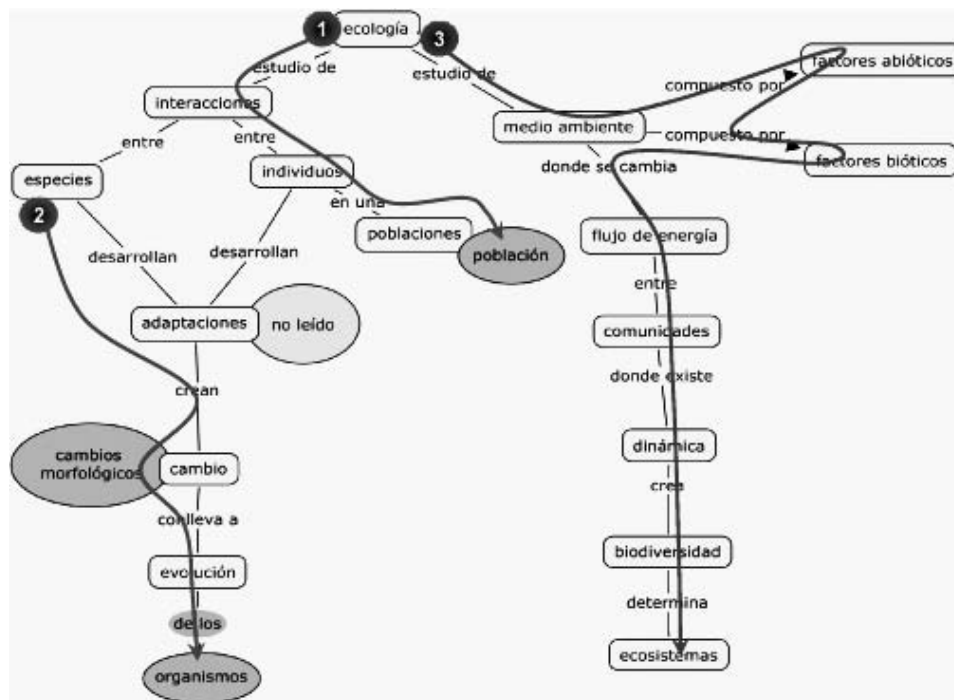 1
ecología
3
estudio de
estudio de
factores abióticos
compuesto por
interacciones
medio ambiente
compuesto por
entre
entre
factores bióticos
donde se cambia
especies
individuos
en una
2
poblaciones
flujo de energía
población
desarrollan
desarrollan
entre
adaptaciones
no leído
comunidades
donde existe
crean
dinámica
cambios
morfológicos
cambio
crea
conlleva a
biodiversidad
evolución
determina
de los
ecosistemas
organismos